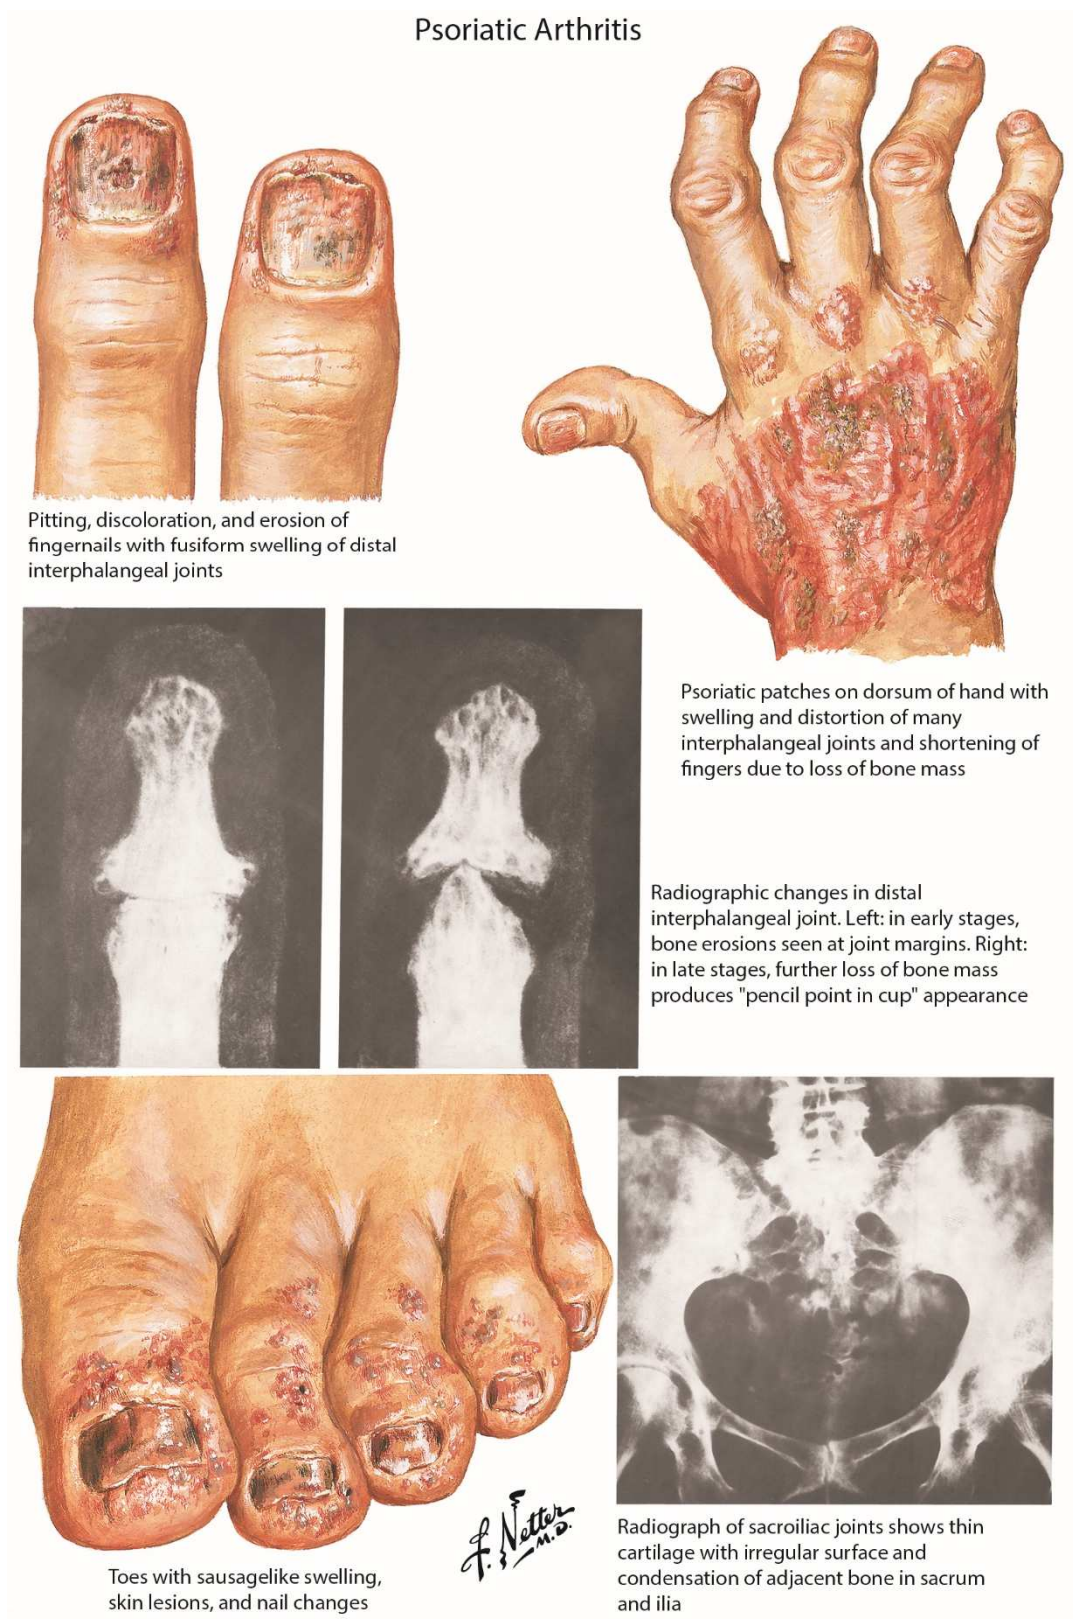 Psoriatic Arthritis
Pitting, discoloration, and erosion of
fingernails with fusiform swelling of distal
interphalangeal joints
Psoriatic patches on dorsum of hand with
swelling and distortion of many
interphalangeal joints and shortening of
fingers due to loss of bone mass
Radiographic changes in distal
interphalangeal joint. Left: in early stages,
bone erosions seen at joint margins. Right:
in late stages, further loss of bone mass
produces "pencil point in cup" appearance
Toes with sausagelike swelling,
skin lesions, and nail changes
F. Netter
M.D.
Radiograph of sacroiliac joints shows thin
cartilage with irregular surface and
condensation of adjacent bone in sacrum
and ilia